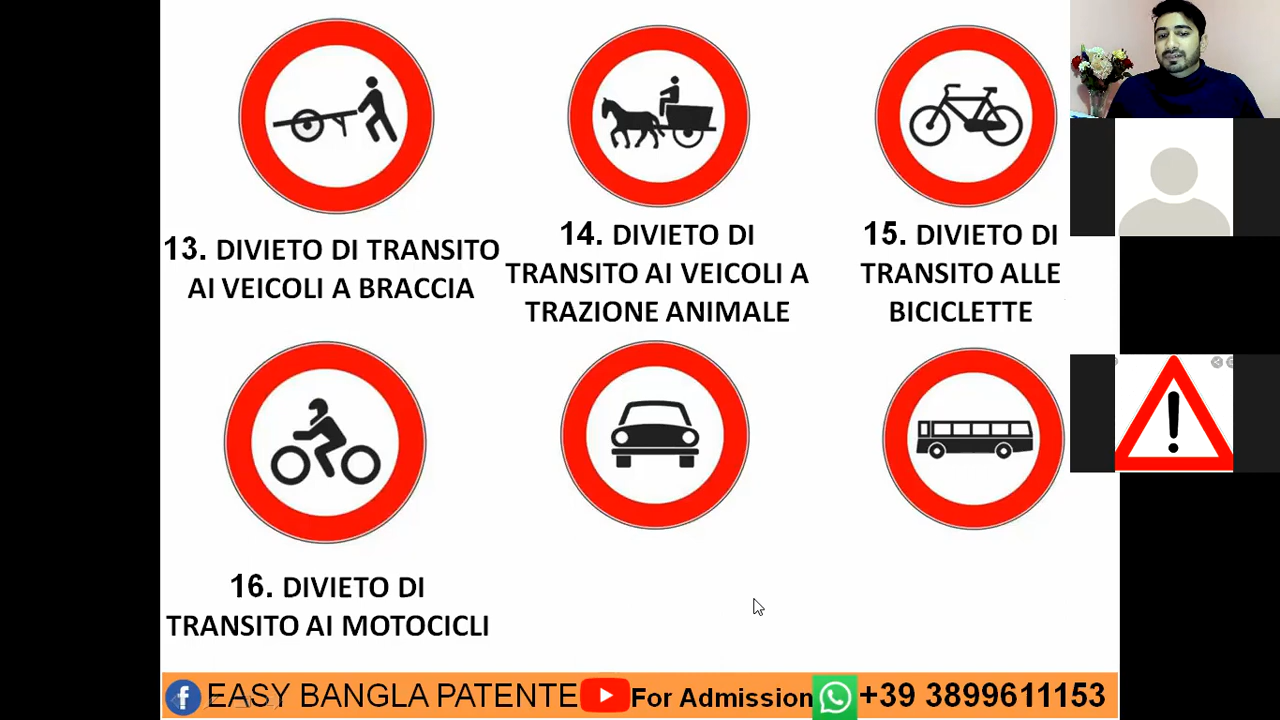 13. DIVIETO DI TRANSITO
AI VEICOLI A BRACCIA
14. DIVIETO DI
TRANSITO AI VEICOLI A
TRAZIONE ANIMALE
15. DIVIETO DI
TRANSITO ALLE
BICICLETTE
16. DIVIETO DI
TRANSITO AI MOTOCICLI
EASY BANGLA PATENTE For Admission +39 3899611153